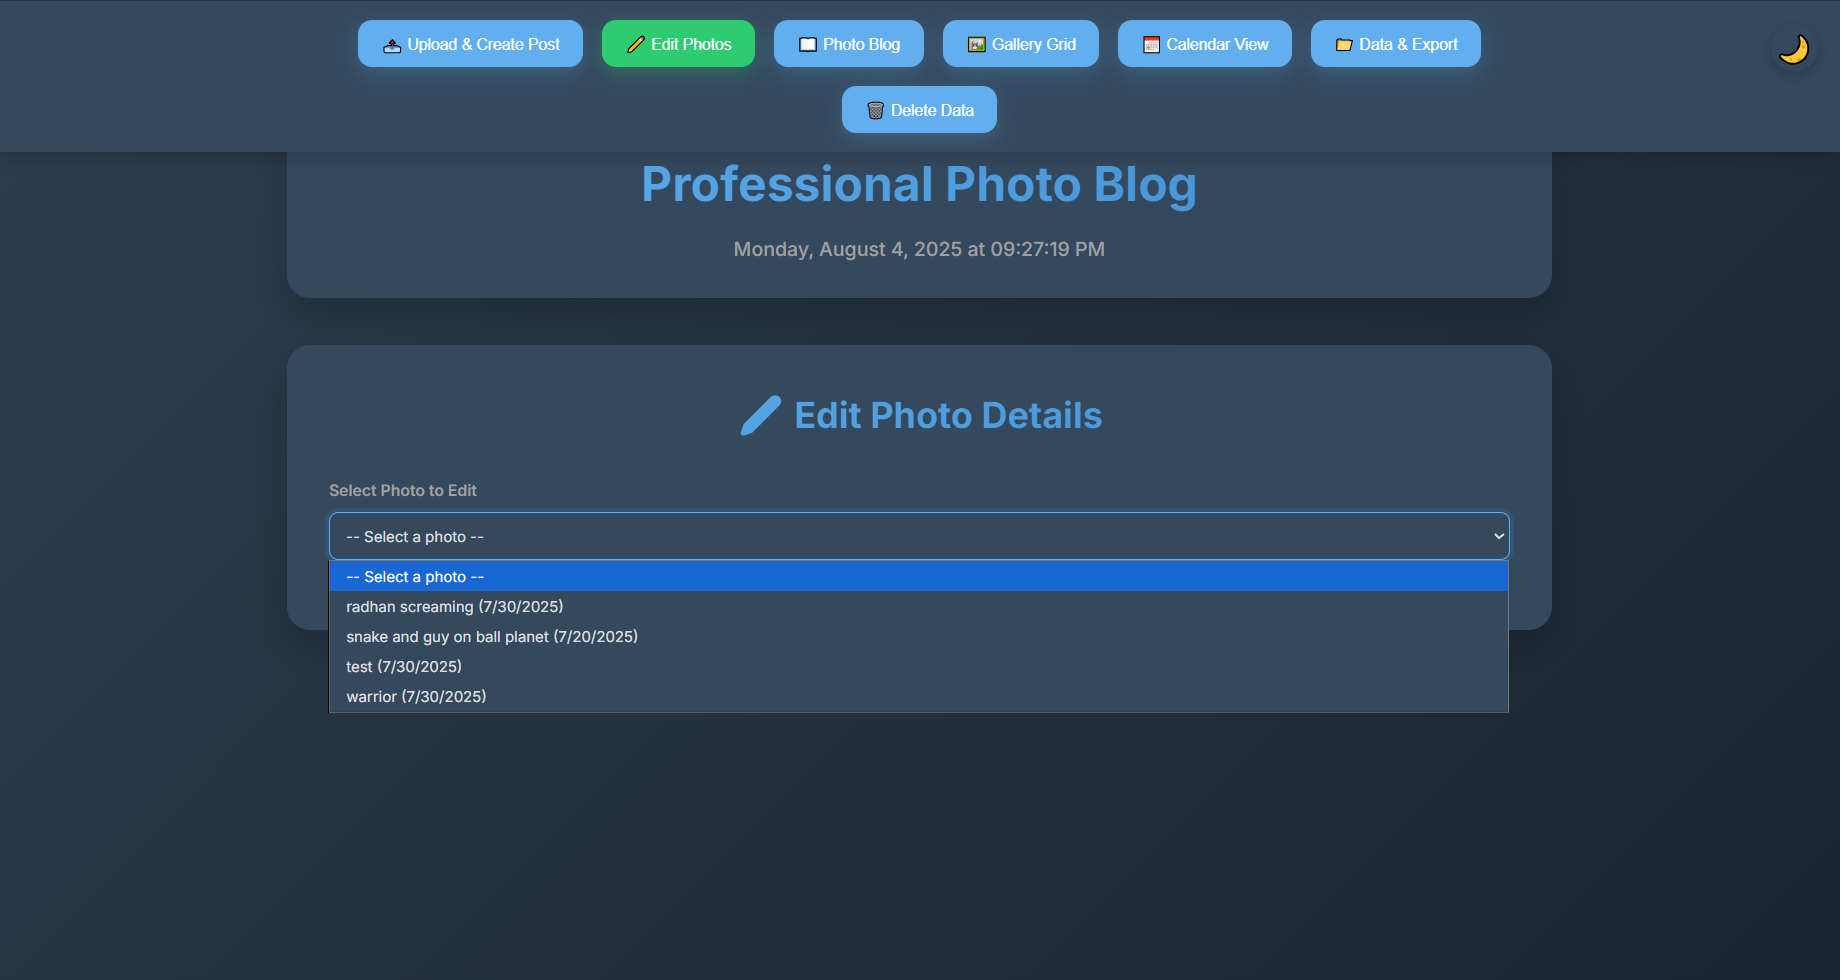 Upload & Create Post
Edit Photos
Photo Blog
Gallery Grid
Calendar View
Data & Export
Delete Data
Professional Photo Blog
Monday, August 4, 2025 at 09:27:19 PM
Edit Photo Details
Select Photo to Edit
-- Select a photo --
-- Select a photo --
radhan screaming (7/30/2025)
snake and guy on ball planet (7/20/2025)
test (7/30/2025)
warrior (7/30/2025)